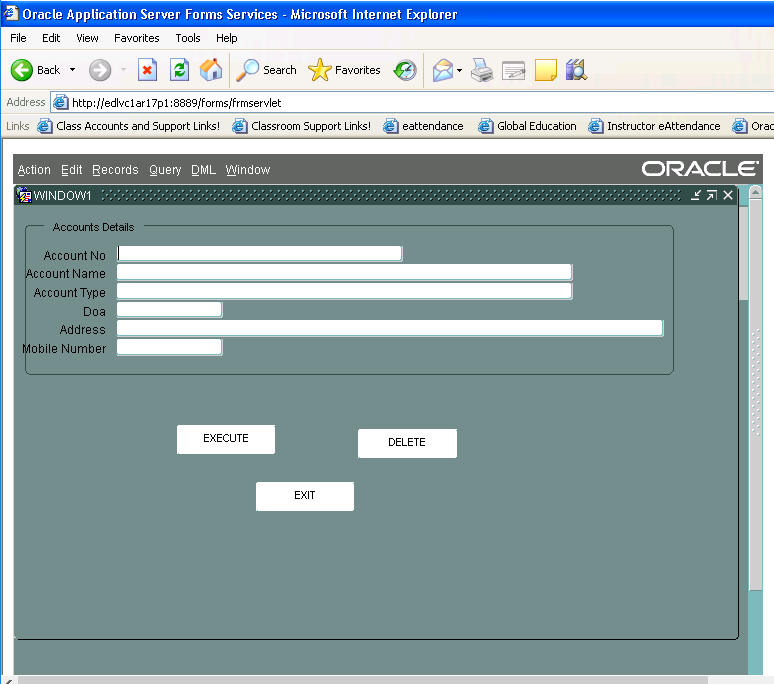 Oracle Application Server Forms Services - Microsoft Internet Explorer
File Edit View Favorites Tools Help
Back Search Favorites
Address http://edlvc1ar17p1:8889/forms/frmservlet
Links Class Accounts and Support Links! Classroom Support Links! eattendance Global Education Instructor eAttendance Orac
Action Edit Records Query DML Window ORACLE
WINDOW1
Accounts Details
Account No
Account Name
Account Type
Doa
Address
Mobile Number
EXECUTE
DELETE
EXIT